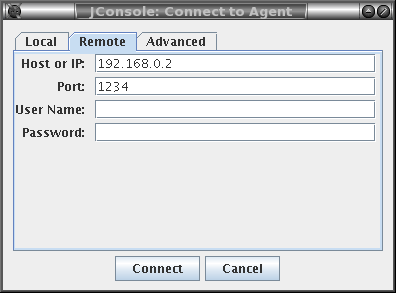 JConsole: Connect to Agent
Local Remote Advanced
Host or IP: 192.168.0.2
Port: 1234
User Name:
Password:
Connect Cancel